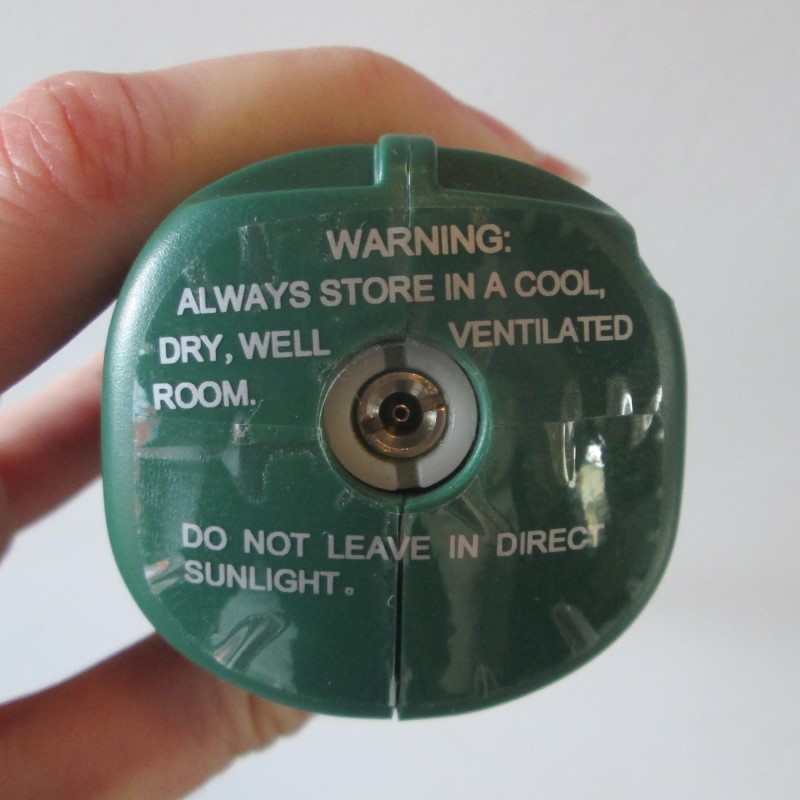 WARNING:
ALWAYS STORE IN A COOL,
DRY, WELL VENTILATED
ROOM.
DO NOT LEAVE IN DIRECT
SUNLIGHT。